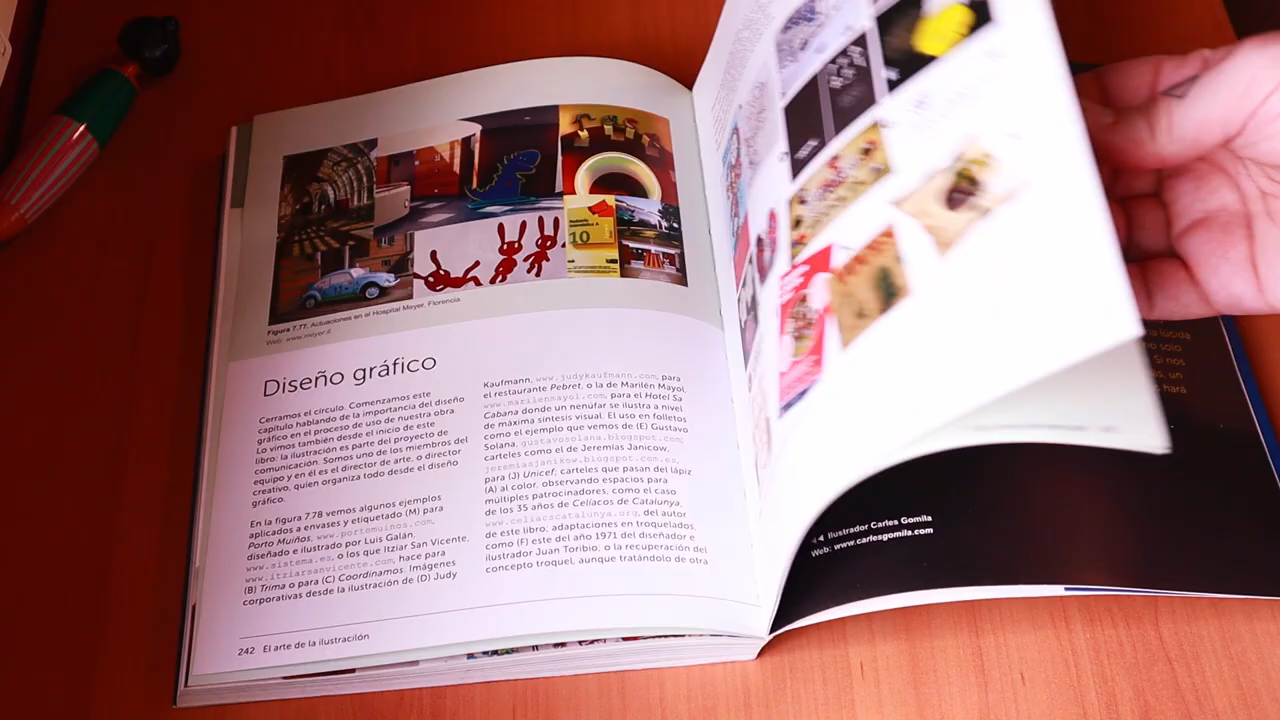 10
Figura 7.77. Actuaciones en el Hospital Meyer, Florencia.
Web: www.meyer.it
Diseño gráfico
Cerramos el círculo. Comenzamos este
capítulo hablando de la importancia del diseño
gráfico en el proceso de uso de nuestra obra.
Lo vimos también desde el inicio de este
libro: la ilustración es parte del proyecto de
comunicación. Somos uno de los miembros del
equipo y en él es el director de arte, o director
creativo, quien organiza todo desde el diseño
gráfico.
En la figura 7.78 vemos algunos ejemplos
aplicados a envases y etiquetado (M) para
Porto Muiños, www.portomuinos.com,
diseñado e ilustrado por Luis Galán,
www.sistema.es, o los que Itziar San Vicente,
www.itziarsanvicente.com, hace para
(B) Trima o para (C) Coordinamos. Imágenes
corporativas desde la ilustración de (D) Judy
Kaufmann, www.judykaufmann.com, para
el restaurante Pebret, o la de Marilén Mayol,
www.marilenmayol.com, para el Hotel Sa
Cabana donde un nenúfar se ilustra a nivel
de máxima síntesis visual. El uso en folletos
como el ejemplo que vemos de (E) Gustavo
Solana, gustavosolana.blogspot.com;
carteles como el de Jeremías Janicow,
jeremiasjanikow.blogspot.com.es,
para (J) Unicef; carteles que pasan del lápiz
(A) al color, observando espacios para
múltiples patrocinadores, como el caso
de los 35 años de Celíacos de Catalunya,
www.celiacscatalunya.org, del autor
de este libro; adaptaciones en troquelados,
como (F) este del año 1971 del diseñador e
ilustrador Juan Toribio; o la recuperación del
concepto troquel, aunque tratándolo de otra
242 El arte de la ilustración
◄◄ Ilustrador Carles Gomila
Web: www.carlesgomila.com
solo
Si nos
un
hará